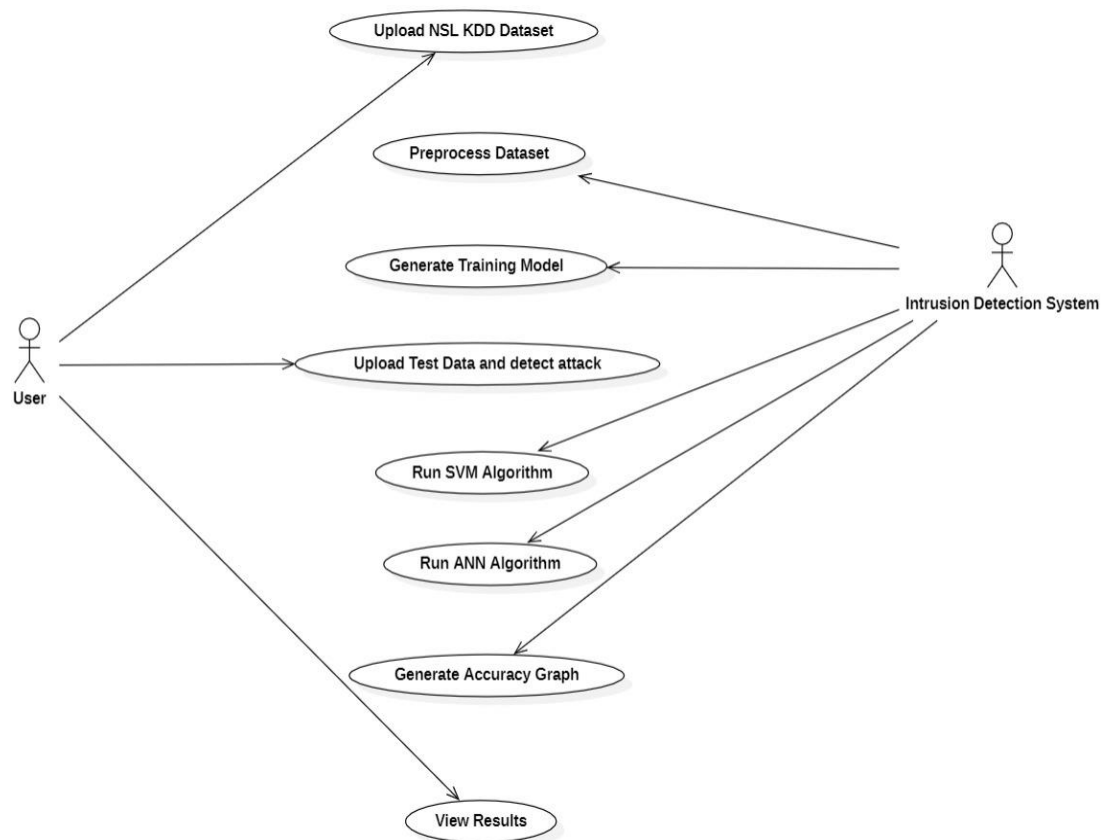 Upload NSL KDD Dataset
Preprocess Dataset
Generate Training Model
Intrusion Detection System
Upload Test Data and detect attack
User
Run SVM Algorithm
Run ANN Algorithm
Generate Accuracy Graph
View Results